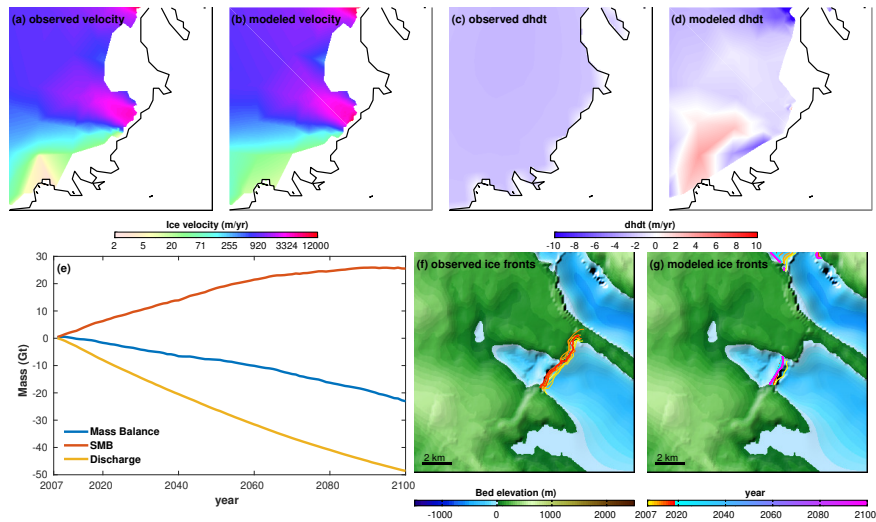 (a) observed velocity
(b) modeled velocity
(c) observed dhdt
(d) modeled dhdt
Ice velocity (m/yr)
2 5 20 71 255 920 3324 12000
dhdt (m/yr)
-10 -8 -6 -4 -2 0 2 4 6 8 10
(e)
30
20
10
0
-10
-20
-30
-40
-50
Mass (Gt)
Mass Balance
SMB
Discharge
2007 2020 2040 2060 2080 2100
year
(f) observed ice fronts
2 km
(g) modeled ice fronts
2 km
Bed elevation (m)
-1000 0 1000 2000
year
2007 2020 2040 2060 2080 2100